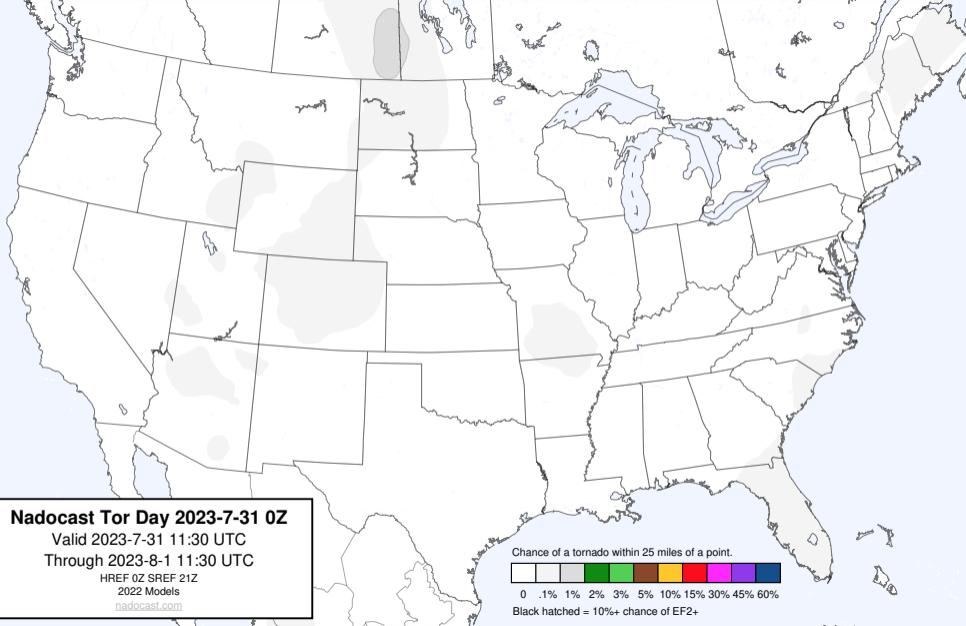 Nadocast Tor Day 2023-7-31 0Z
Valid 2023-7-31 11:30 UTC
Through 2023-8-1 11:30 UTC
HREF 0Z SREF 21Z
2022 Models
nadocast.com
Chance of a tornado within 25 miles of a point.
0 .1% 1% 2% 3% 5% 10% 15% 30% 45% 60%
Black hatched = 10%+ chance of EF2+